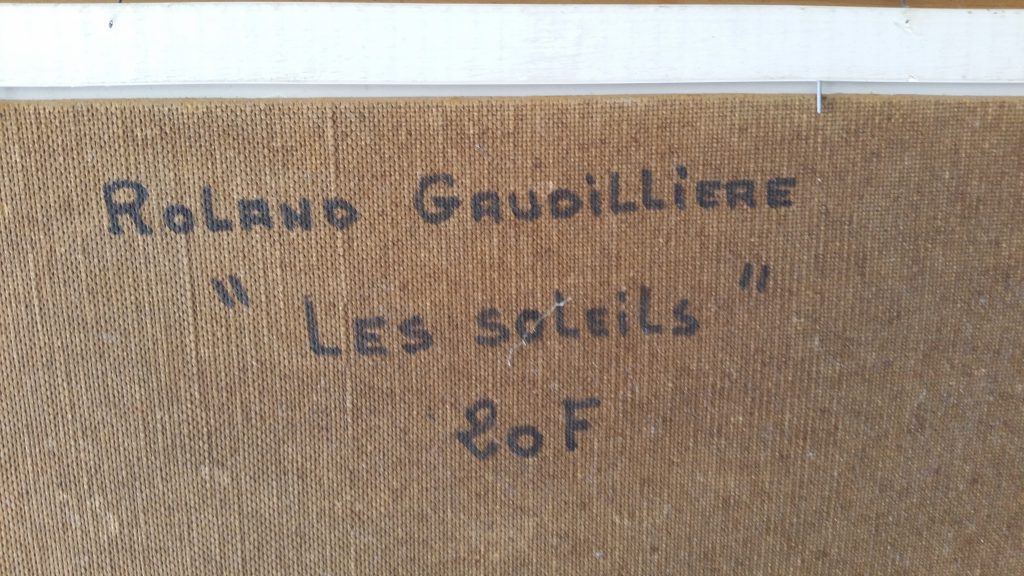 Roland Gaudilliere
" Les soleils "
20F